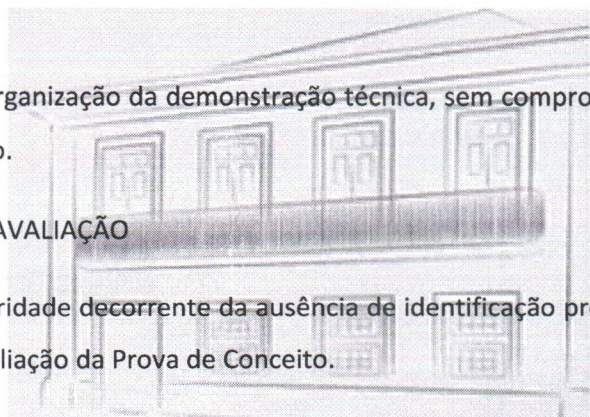 rganização da demonstração técnica, sem compro
o.
AVALIAÇÃO
ridade decorrente da ausência de identificação pr
liação da Prova de Conceito.